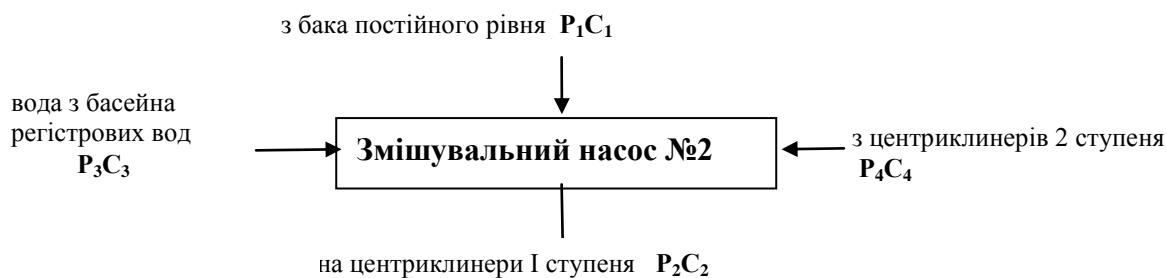 з бака постійного рівня P₁C₁
вода з басейна
регістрових вод
P₃C₃
Змішувальний насос №2
з центриклинерів 2 ступеня
P₄C₄
на центриклинери I ступеня P₂C₂